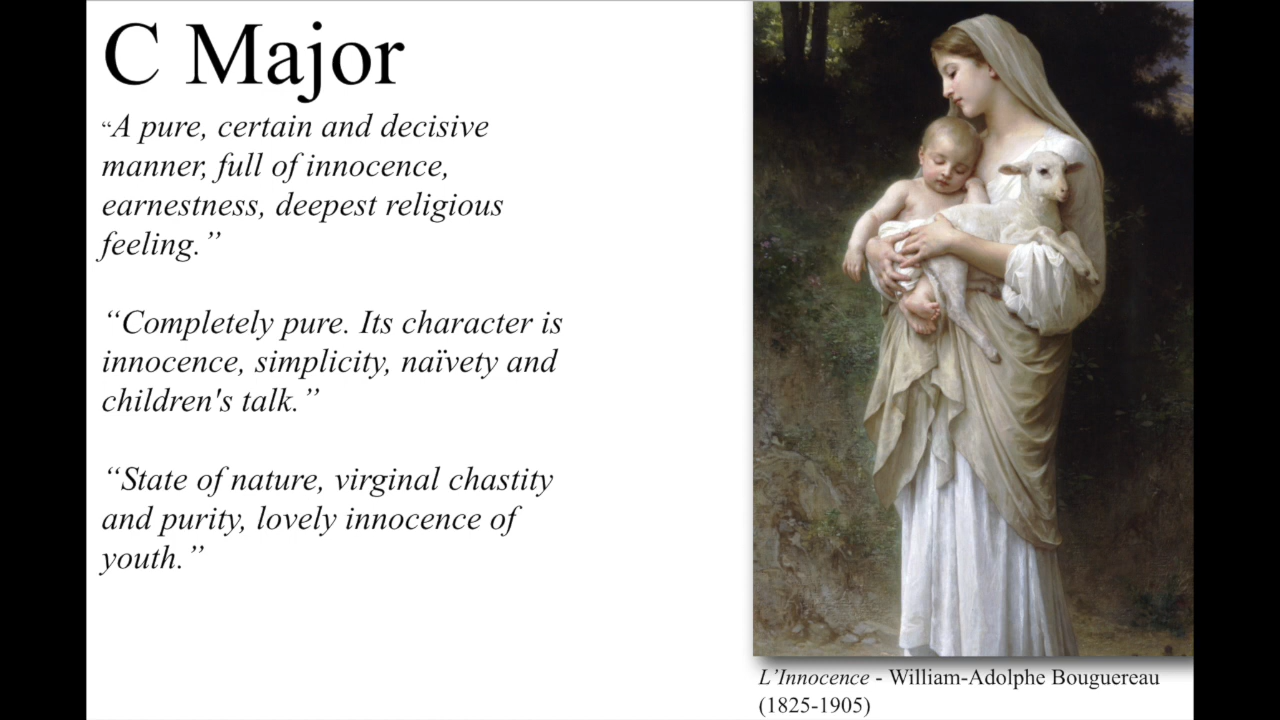 C Major
“A pure, certain and decisive
manner, full of innocence,
earnestness, deepest religious
feeling.”
“Completely pure. Its character is
innocence, simplicity, naïvety and
children's talk.”
“State of nature, virginal chastity
and purity, lovely innocence of
youth.”
L’Innocence - William-Adolphe Bouguereau
(1825-1905)